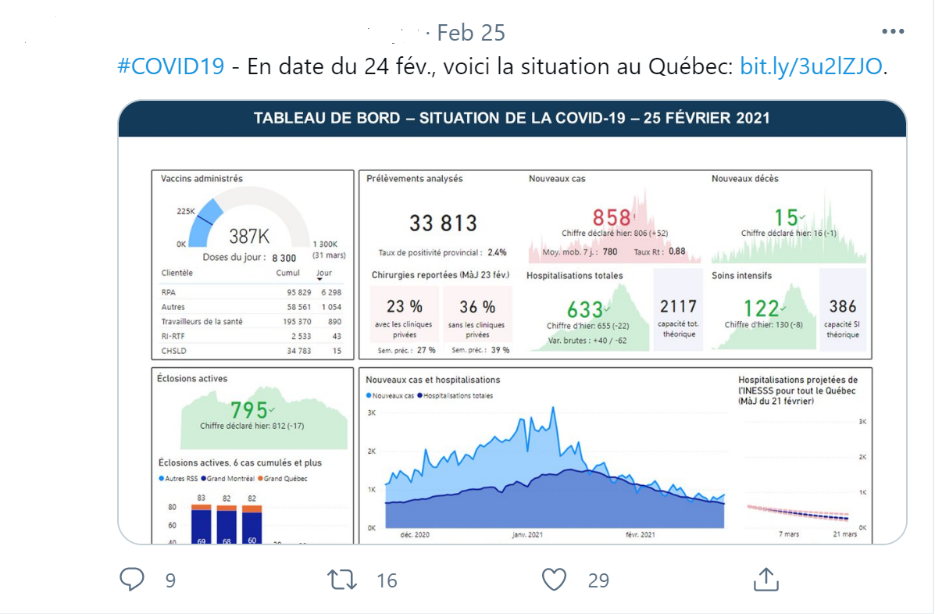 · Feb 25
#COVID19 - En date du 24 fév., voici la situation au Québec: bit.ly/3u2lZJO.
TABLEAU DE BORD – SITUATION DE LA COVID-19 – 25 FÉVRIER 2021
Vaccins administrés
225K
387K
0K
1 300K
(31 mars)
Doses du jour : 8 300
Clientèle Cumul Jour
RPA 95 829 6 298
Autres 58 561 1 054
Travailleurs de la santé 195 370 890
RI-RTF 2 533 43
CHSLD 34 783 15
Prélèvements analysés
33 813
Taux de positivité provincial : 2,4%
Nouveaux cas
858
Chiffre déclaré hier: 806 (+52)
Moy. mob. 7 j. : 780 Taux Rt : 0,88
Nouveaux décès
15
Chiffre déclaré hier: 16 (-1)
Chirurgies reportées (MàJ 23 fév.)
23 % 36 %
avec les cliniques privées
sans les cliniques privées
Sem. préc. : 27 % Sem. préc. : 39 %
Hospitalisations totales
633
Chiffre d'hier: 655 (-22)
Var. brutes : +40 / -62
2117
capacité tot.
théorique
Soins intensifs
122
Chiffre d'hier: 130 (-8)
386
capacité SI
théorique
Éclosions actives
795
Chiffre déclaré hier: 812 (-17)
Éclosions actives, 6 cas cumulés et plus
Autres RSS Grand Montréal Grand Québec
83 82 82
80
60
40
69 68 60
Nouveaux cas et hospitalisations
Nouveaux cas Hospitalisations totales
3K
2K
1K
0K
déc. 2020 janv. 2021 févr. 2021
Hospitalisations projetées de
l'INESSS pour tout le Québec
(MàJ du 21 février)
3K
2K
1K
0K
7 mars 21 mars
9 16 29